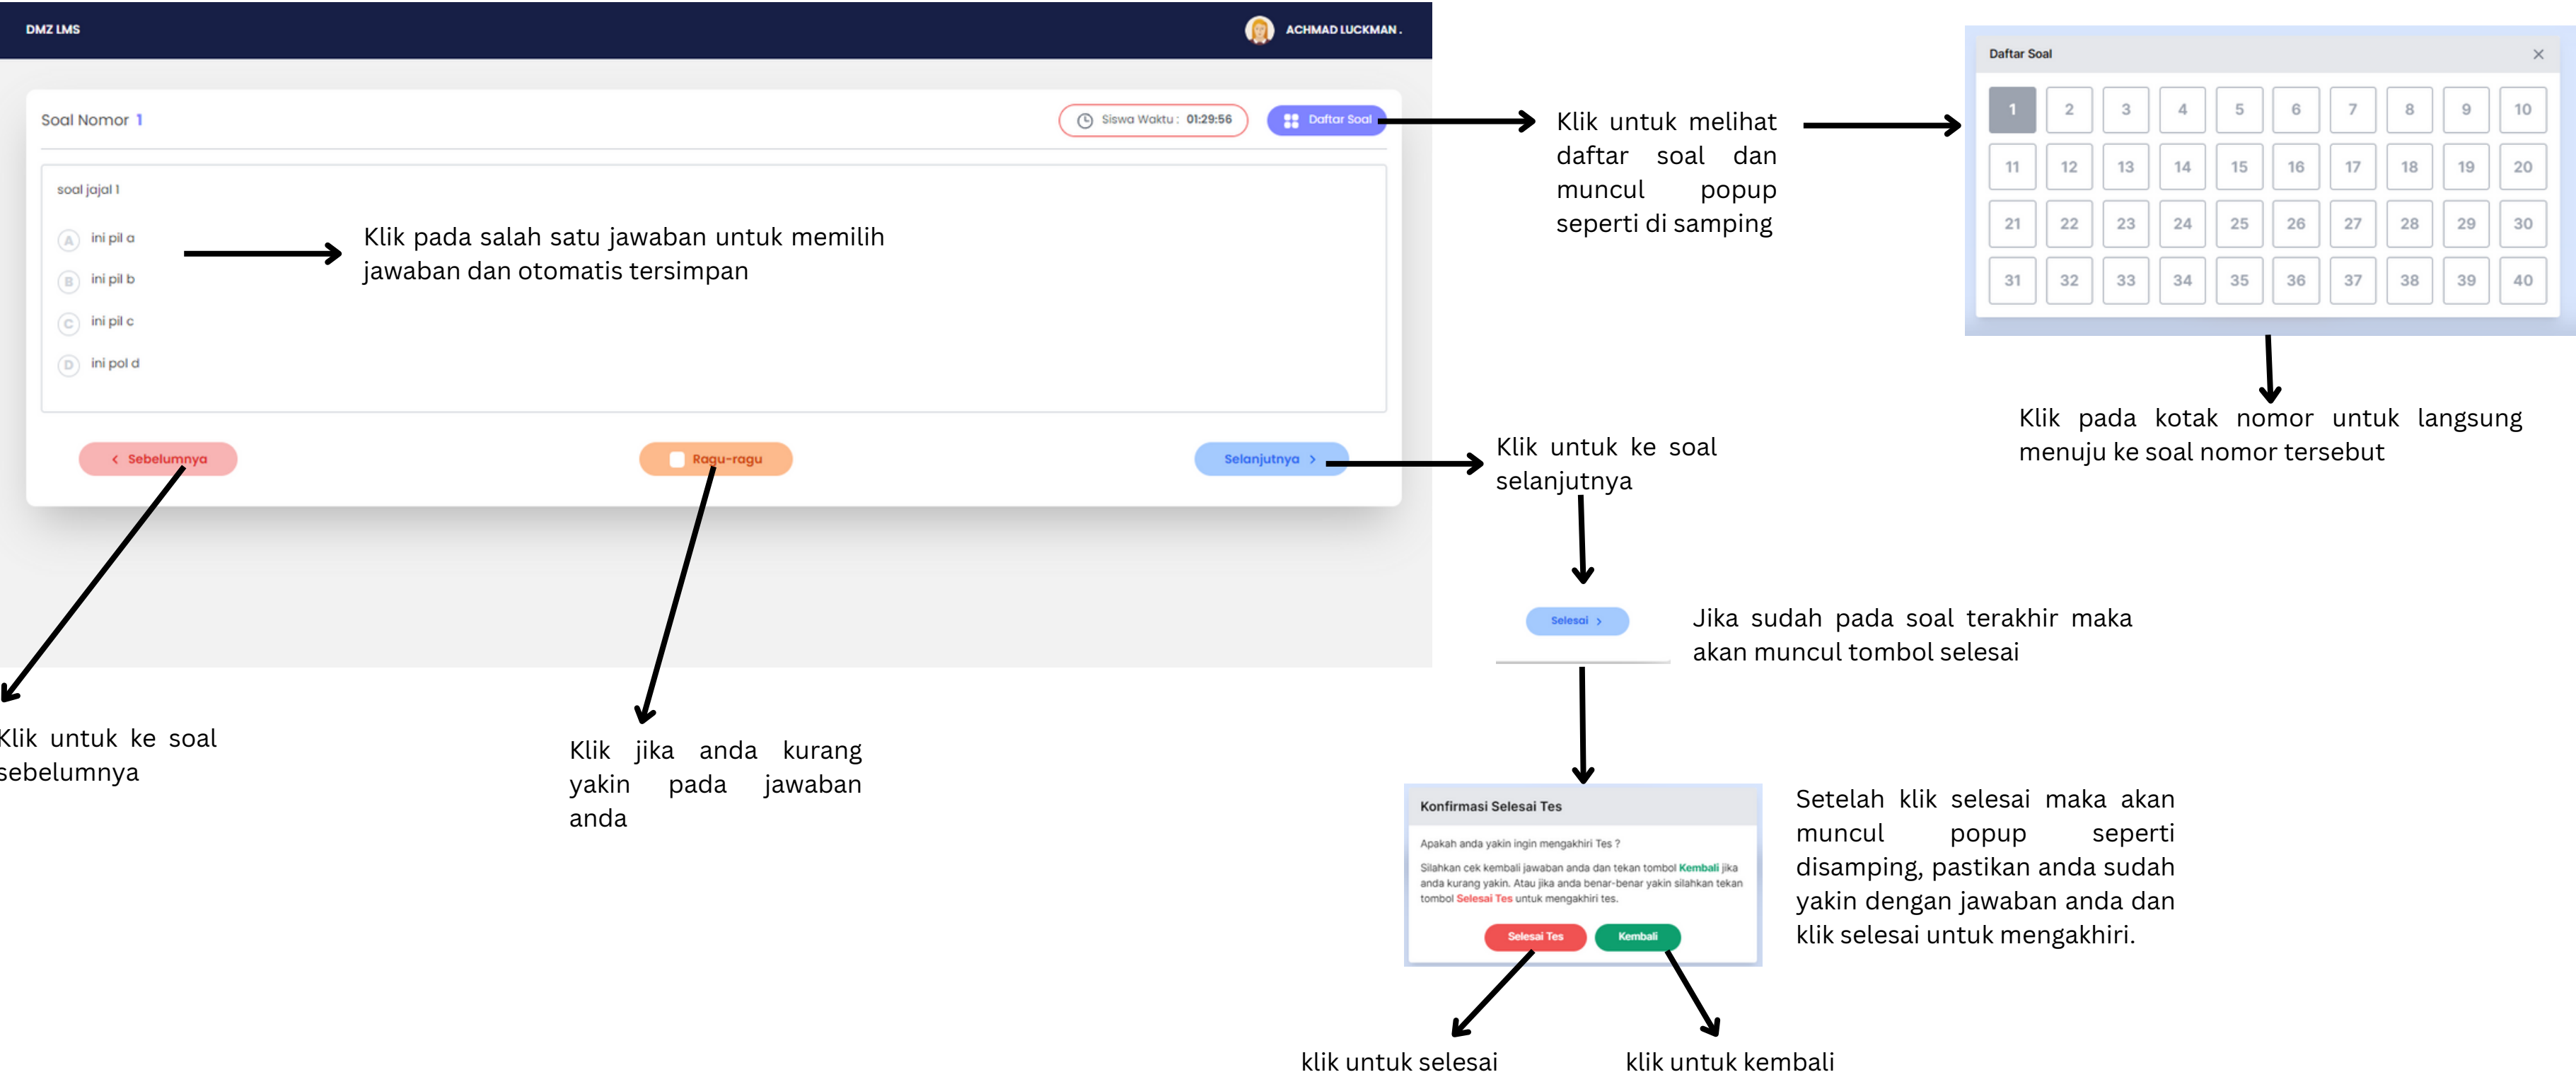 DMZ LMS
ACHMAD LUCKMAN .
Soal Nomor 1
Siswa Waktu : 01:29:56
Daftar Soal
soal jajal 1
A ini pil a
B ini pil b
C ini pil c
D ini pol d
Klik pada salah satu jawaban untuk memilih
jawaban dan otomatis tersimpan
< Sebelumnya
Ragu-ragu
Selanjutnya >
Klik untuk melihat
daftar soal dan
muncul popup
seperti di samping
Daftar Soal
1 2 3 4 5 6 7 8 9 10
11 12 13 14 15 16 17 18 19 20
21 22 23 24 25 26 27 28 29 30
31 32 33 34 35 36 37 38 39 40
Klik pada kotak nomor untuk langsung
menuju ke soal nomor tersebut
Klik untuk ke soal
selanjutnya
Selesai >
Jika sudah pada soal terakhir maka
akan muncul tombol selesai
Klik untuk ke soal
sebelumnya
Klik jika anda kurang
yakin pada jawaban
anda
Konfirmasi Selesai Tes
Apakah anda yakin ingin mengakhiri Tes ?
Silahkan cek kembali jawaban anda dan tekan tombol Kembali jika
anda kurang yakin. Atau jika anda benar-benar yakin silahkan tekan
tombol Selesai Tes untuk mengakhiri tes.
Selesai Tes
Kembali
Setelah klik selesai maka akan
muncul popup seperti
disamping, pastikan anda sudah
yakin dengan jawaban anda dan
klik selesai untuk mengakhiri.
klik untuk selesai
klik untuk kembali